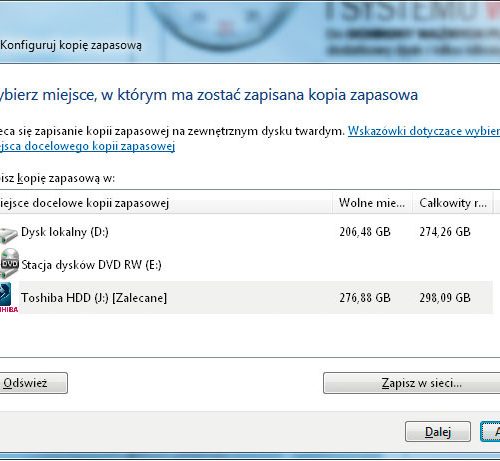 I SYSTEMU
Konfiguruj kopię zapasową
ybierz miejsce, w którym ma zostać zapisana kopia zapasowa
eca się zapisanie kopii zapasowej na zewnętrznym dysku twardym. Wskazówki dotyczące wybier
ejsca docelowego kopii zapasowej
isz kopię zapasową w:
iejsce docelowe kopii zapasowej Wolne mie... Całkowity r...
Dysk lokalny (D:) 206,48 GB 274,26 GB
DVD Stacja dysków DVD RW (E:)
Toshiba HDD (J:) [Zalecane] 276,88 GB 298,09 GB
HIBA
Odśwież Zapisz w sieci...
Dalej A